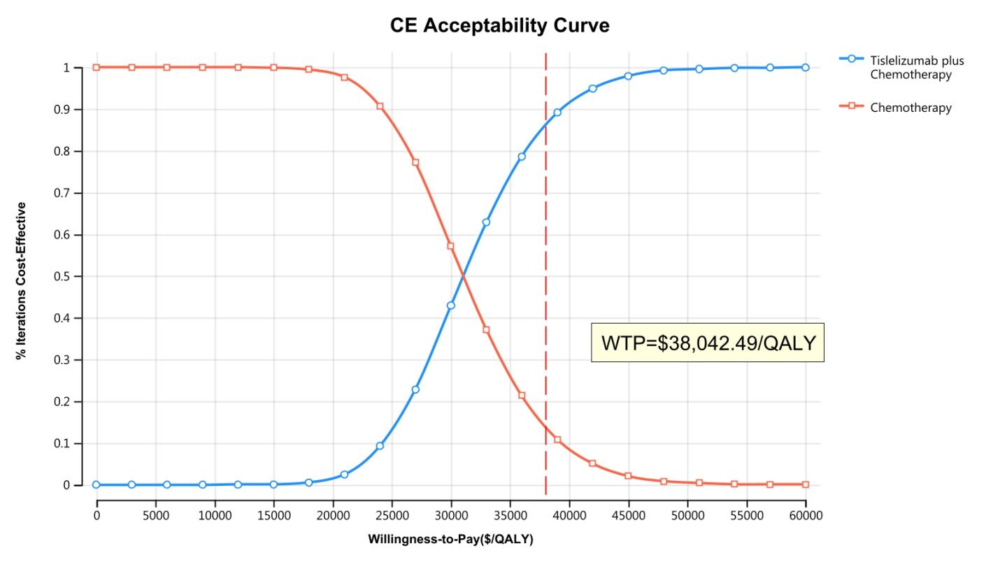 CE Acceptability Curve
% Iterations Cost-Effective
1
0.9
0.8
0.7
0.6
0.5
0.4
0.3
0.2
0.1
0
0 5000 10000 15000 20000 25000 30000 35000 40000 45000 50000 55000 60000
Willingness-to-Pay($/QALY)
WTP=$38,042.49/QALY
Tislelizumab plus
Chemotherapy
Chemotherapy